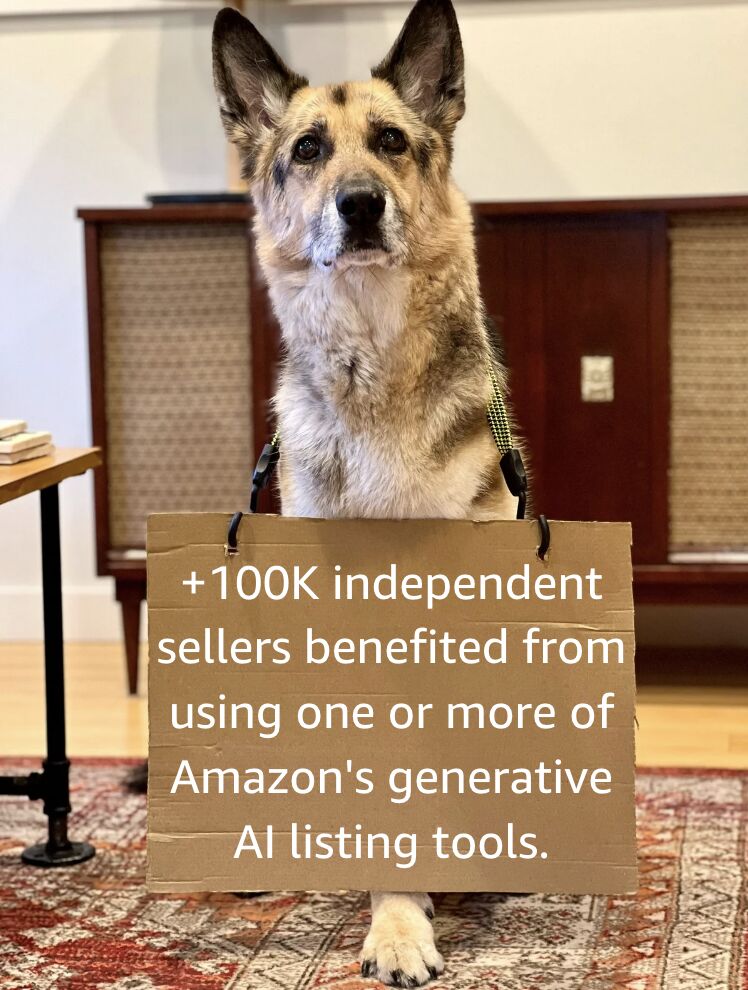 +100K independent
sellers benefited from
using one or more of
Amazon's generative
AI listing tools.